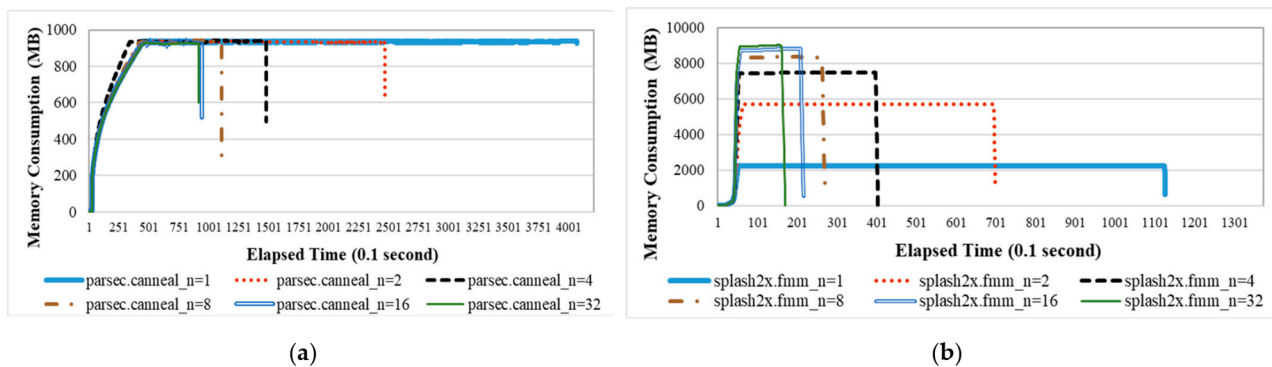 Memory Consumption (MB)
1000
800
600
400
200
0
1 251 501 751 1001 1251 1501 1751 2001 2251 2501 2751 3001 3251 3501 3751 4001
Elapsed Time (0.1 second)
parsec.canneal_n=1 parsec.canneal_n=2 parsec.canneal_n=4
parsec.canneal_n=8 parsec.canneal_n=16 parsec.canneal_n=32
(a)
Memory Consumption (MB)
10000
8000
6000
4000
2000
0
1 101 201 301 401 501 601 701 801 901 1001 1101 1201 1301
Elapsed Time (0.1 second)
splash2x.fmm_n=1 splash2x.fmm_n=2 splash2x.fmm_n=4
splash2x.fmm_n=8 splash2x.fmm_n=16 splash2x.fmm_n=32
(b)